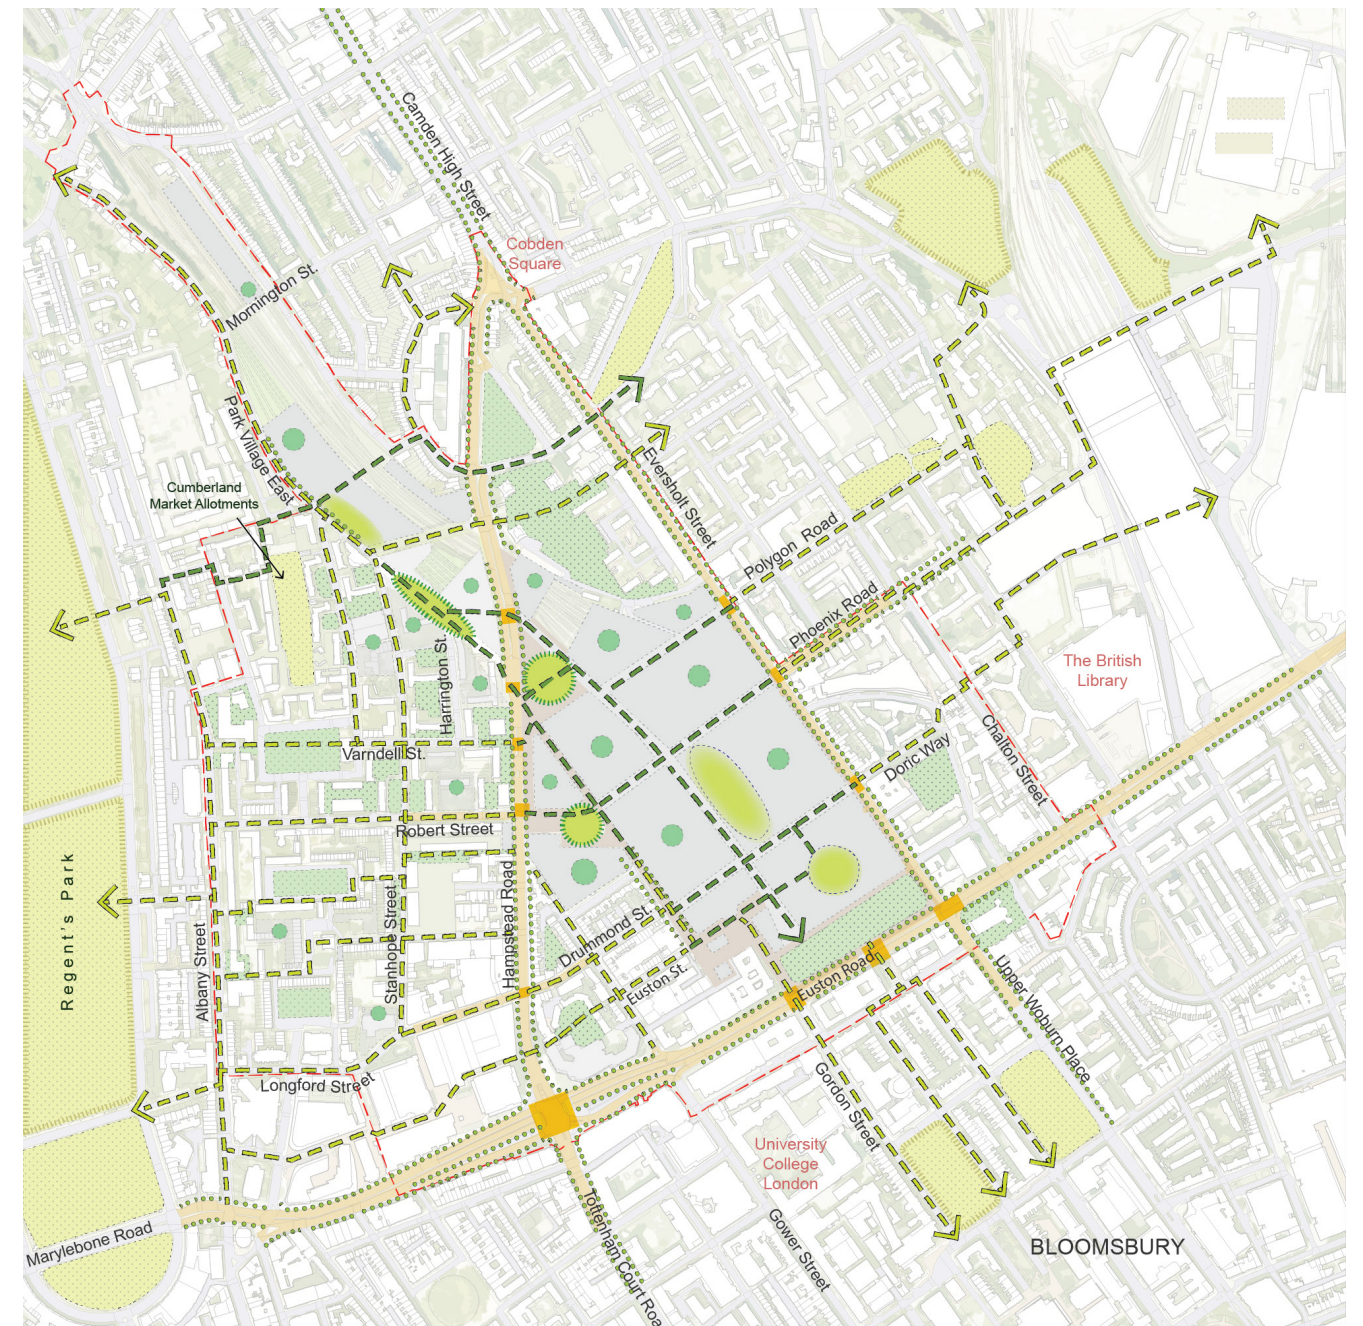 Camden High Street
Cobden
Square
Mornington St.
Park Village East
Cumberland
Market Allotments
Eversholt Street
Polygon Road
Phoenix Road
The British
Library
Harrington St.
Varndell St.
Chalton Street
Doric Way
Robert Street
Regent's Park
Albany Street
Stanhope Street
Hampstead Road
Drummond St.
Euston St.
Euston Road
Upper Woburn Place
Longford Street
Gordon Street
University
College
London
Tottenham Court Roa
Gower Street
Marylebone Road
BLOOMSBURY